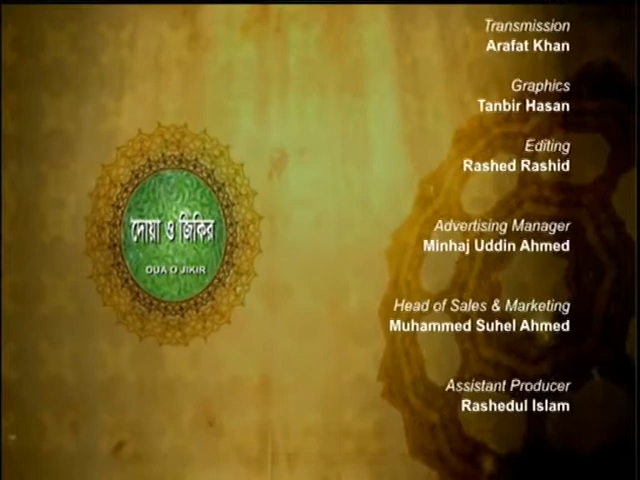 Transmission
Arafat Khan
Graphics
Tanbir Hasan
Editing
Rashed Rashid
দোয়া ও জিকির
DUA O JIKIR
Advertising Manager
Minhaj Uddin Ahmed
Head of Sales & Marketing
Muhammed Suhel Ahmed
Assistant Producer
Rashedul Islam